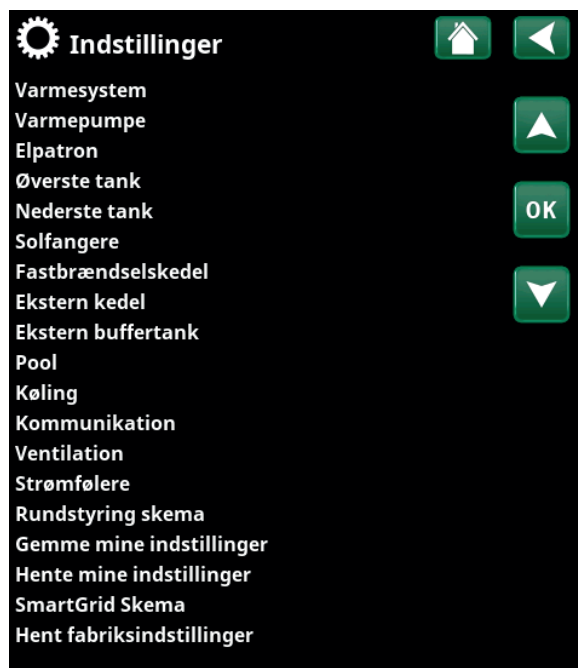 Indstillinger
Varmesystem
Varmepumpe
Elpatron
Øverste tank
Nederste tank
OK
Solfangere
Fastbrændselskedel
Ekstern kedel
Ekstern buffertank
Pool
Køling
Kommunikation
Ventilation
Strømfølere
Rundstyring skema
Gemme mine indstillinger
Hente mine indstillinger
SmartGrid Skema
Hent fabriksindstillinger